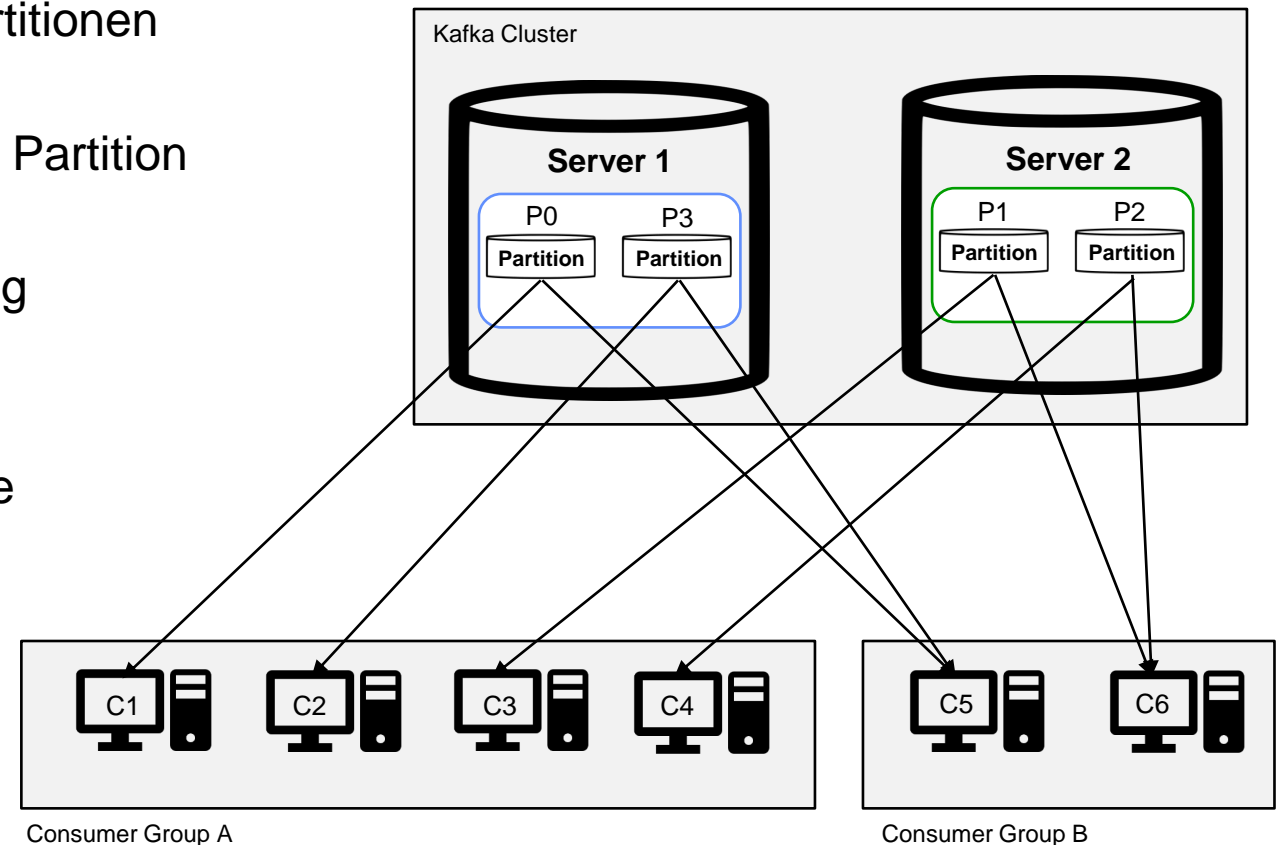 rtitionen
Partition
g
e
Kafka Cluster
Server 1
P0 P3
Partition Partition
Server 2
P1 P2
Partition Partition
C1 C2 C3 C4
Consumer Group A
C5 C6
Consumer Group B